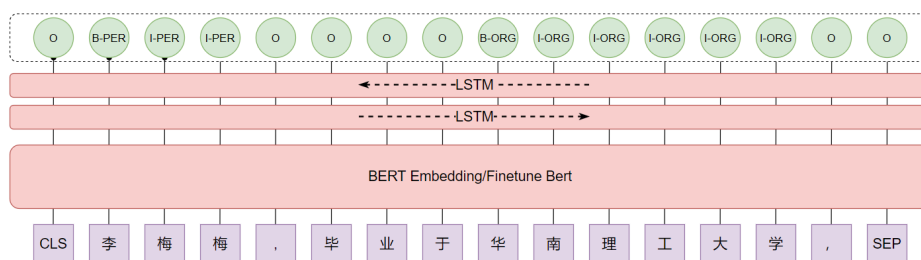 O B-PER I-PER I-PER O O O O B-ORG I-ORG I-ORG I-ORG I-ORG I-ORG O O
LSTM
LSTM
BERT Embedding/Finetune Bert
CLS 李 梅 梅 , 毕 业 于 华 南 理 工 大 学 , SEP